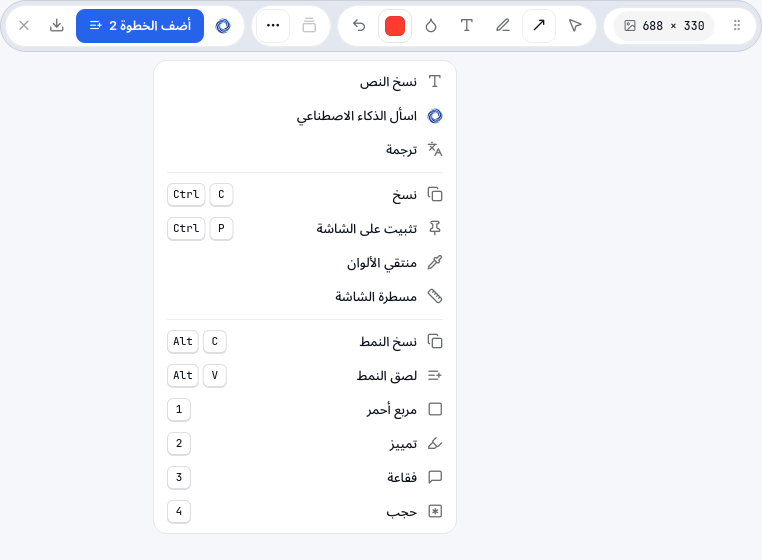 688 × 330
أضف الخطوة 2
نسخ النص
اسأل الذكاء الاصطناعي
ترجمة
نسخ Ctrl C
تثبيت على الشاشة Ctrl P
منتقي الألوان
مسطرة الشاشة
نسخ النمط Alt C
لصق النمط Alt V
مربع أحمر 1
تمييز 2
فقاعة 3
حجب 4